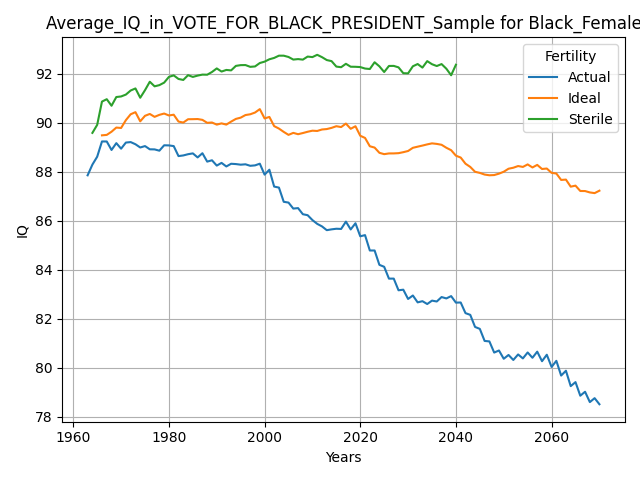 Average_IQ_in_VOTE_FOR_BLACK_PRESIDENT_Sample for Black_Female
Fertility
Actual
Ideal
Sterile
IQ
92
90
88
86
84
82
80
78
1960
1980
2000
2020
2040
2060
Years